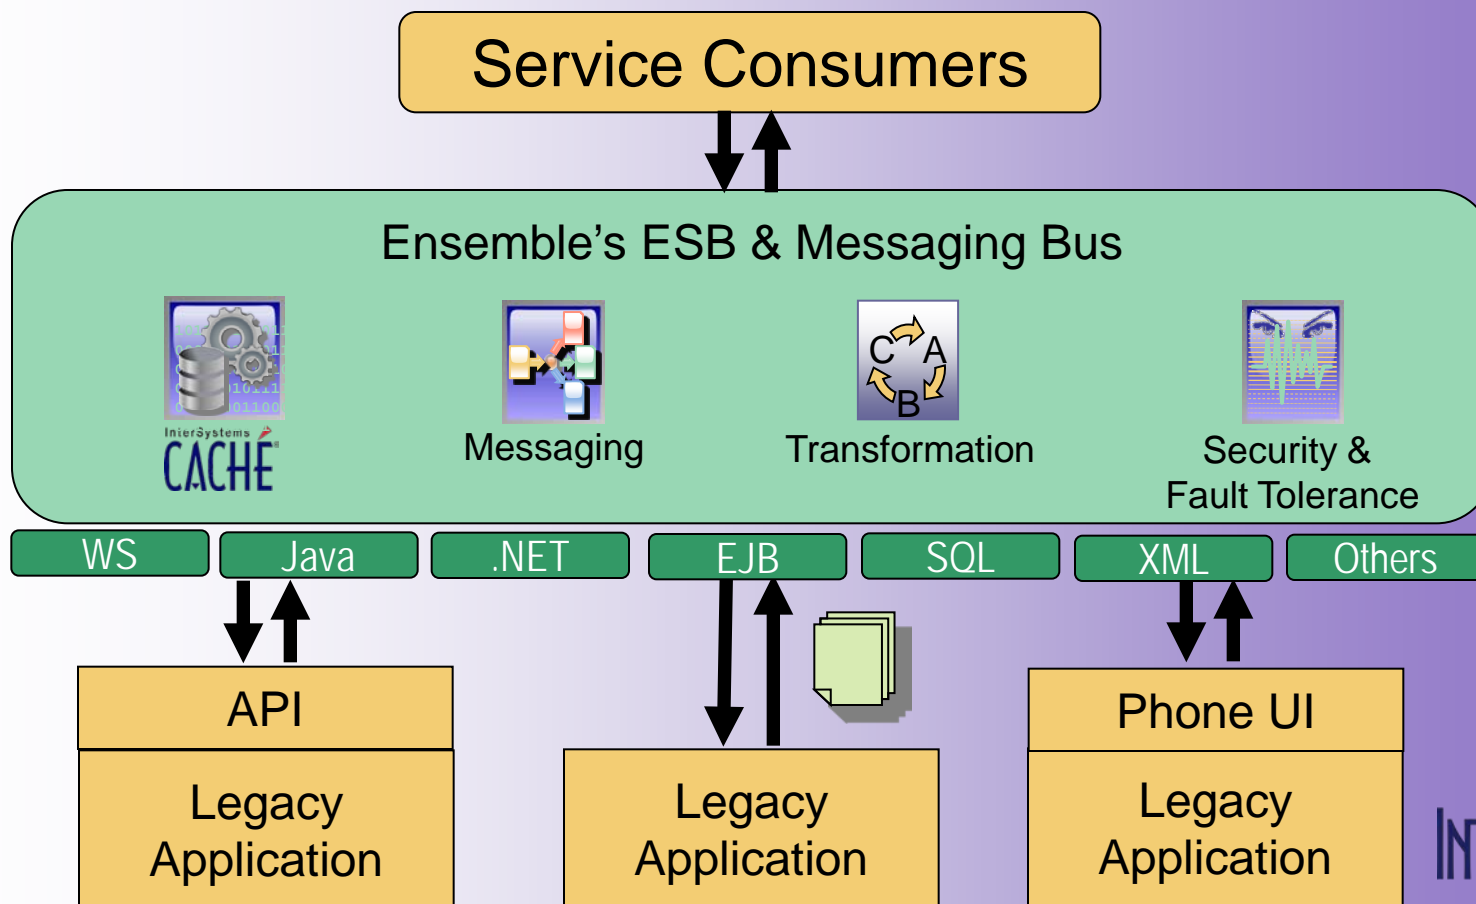 Service Consumers
Ensemble's ESB & Messaging Bus
C A
B
InterSystems
CACHÉ®
Messaging
Transformation
Security &
Fault Tolerance
WS
Java
.NET
EJB
SQL
XML
Others
API
Legacy
Application
Legacy
Application
Phone UI
Legacy
Application